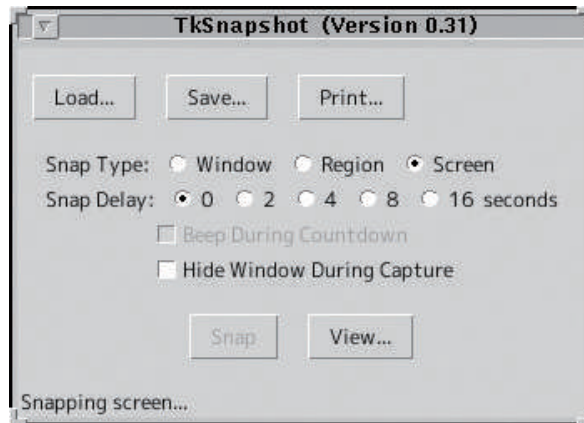 TkSnapshot (Version 0.31)
Load... Save... Print...
Snap Type: Window Region Screen
Snap Delay: 0 2 4 8 16 seconds
Beep During Countdown
Hide Window During Capture
Snap View...
Snapping screen...